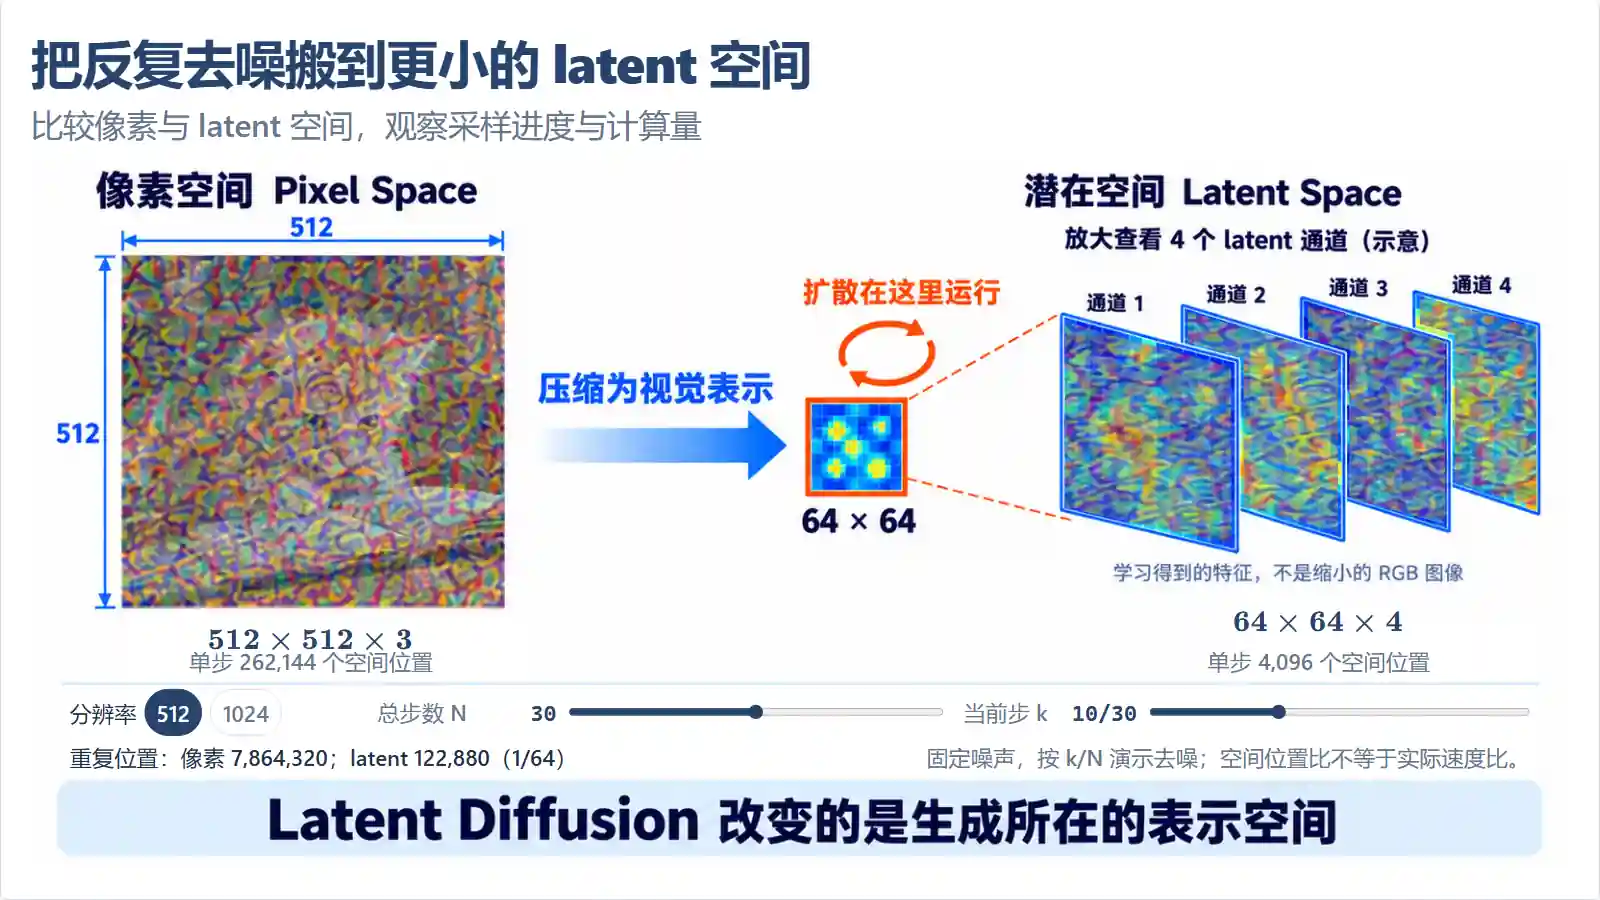 把反复去噪搬到更小的 latent 空间
比较像素与 latent 空间，观察采样进度与计算量
像素空间 Pixel Space
512
512
512 × 512 × 3
单步 262,144 个空间位置
压缩为视觉表示
扩散在这里运行
64 × 64
潜在空间 Latent Space
放大查看 4 个 latent 通道（示意）
通道 1
通道 2
通道 3
通道 4
学习得到的特征，不是缩小的 RGB 图像
64 × 64 × 4
单步 4,096 个空间位置
分辨率 512 1024 总步数 N 30 当前步 k 10/30
重复位置：像素 7,864,320；latent 122,880（1/64）
固定噪声，按 k/N 演示去噪；空间位置比不等于实际速度比。
Latent Diffusion 改变的是生成所在的表示空间